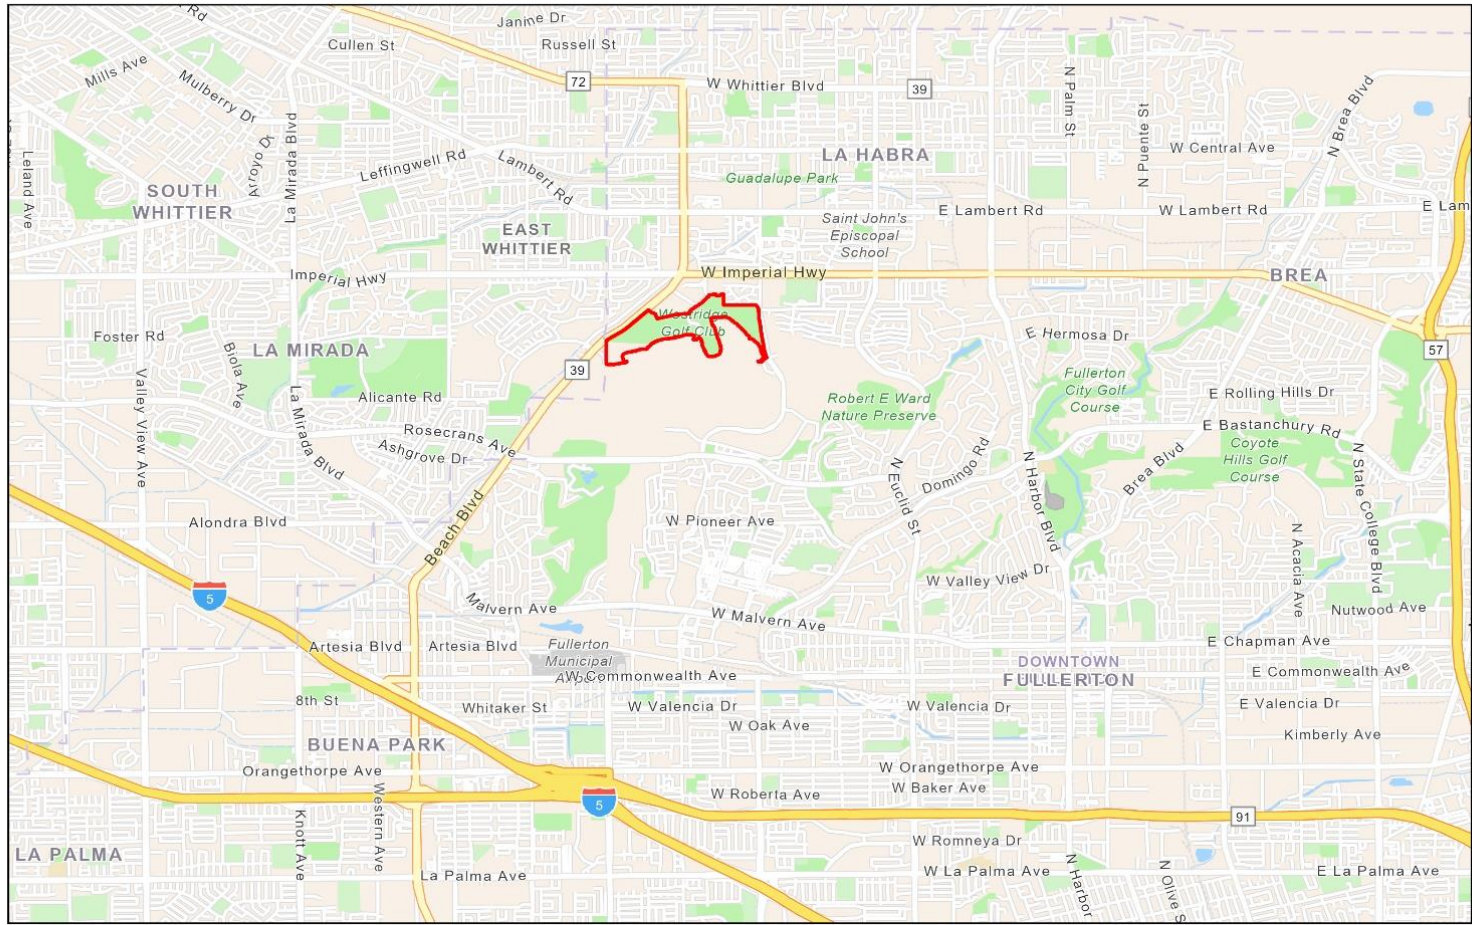 Rd
Janine Dr
Cullen St
Russell St
Mills Ave
Mulberry Dr
72
W Whittier Blvd
39
N Palm St
N Puente St
N Brea Blvd
La Mirada Blvd
Arroyo Dr
Leland Ave
Leffingwell Rd
Lambert Rd
LA HABRA
W Central Ave
Guadalupe Park
SOUTH
WHITTIER
EAST
WHITTIER
Saint John's
Episcopal
School
E Lambert Rd
W Lambert Rd
E Lam
Imperial Hwy
W Imperial Hwy
BREA
Foster Rd
LA MIRADA
Biola Ave
Westridge
Golf Club
E Hermosa Dr
57
39
Valley View Ave
La Mirada Blvd
Alicante Rd
Fullerton
City Golf
Course
Robert E Ward
Nature Preserve
E Rolling Hills Dr
Rosecrans Ave
Ashgrove Dr
E Bastanchury Rd
Coyote
Hills Golf
Course
N Euclid St
Domingo Rd
N Harbor Blvd
Brea Blvd
N State College Blvd
Alondra Blvd
Beach Blvd
W Pioneer Ave
N Acacia Ave
5
W Valley View Dr
Malvern Ave
W Malvern Ave
Nutwood Ave
Artesia Blvd
Artesia Blvd
Fullerton
Municipal
Airport
E Chapman Ave
DOWNTOWN
FULLERTON
W Commonwealth Ave
E Commonwealth Ave
8th St
Whitaker St
W Valencia Dr
W Valencia Dr
E Valencia Dr
W Oak Ave
Kimberly Ave
BUENA PARK
Orangethorpe Ave
W Orangethorpe Ave
Western Ave
Knott Ave
5
W Roberta Ave
W Baker Ave
91
LA PALMA
W Romneya Dr
La Palma Ave
N Harbor
W La Palma Ave
N Olive S
E La Palma Ave